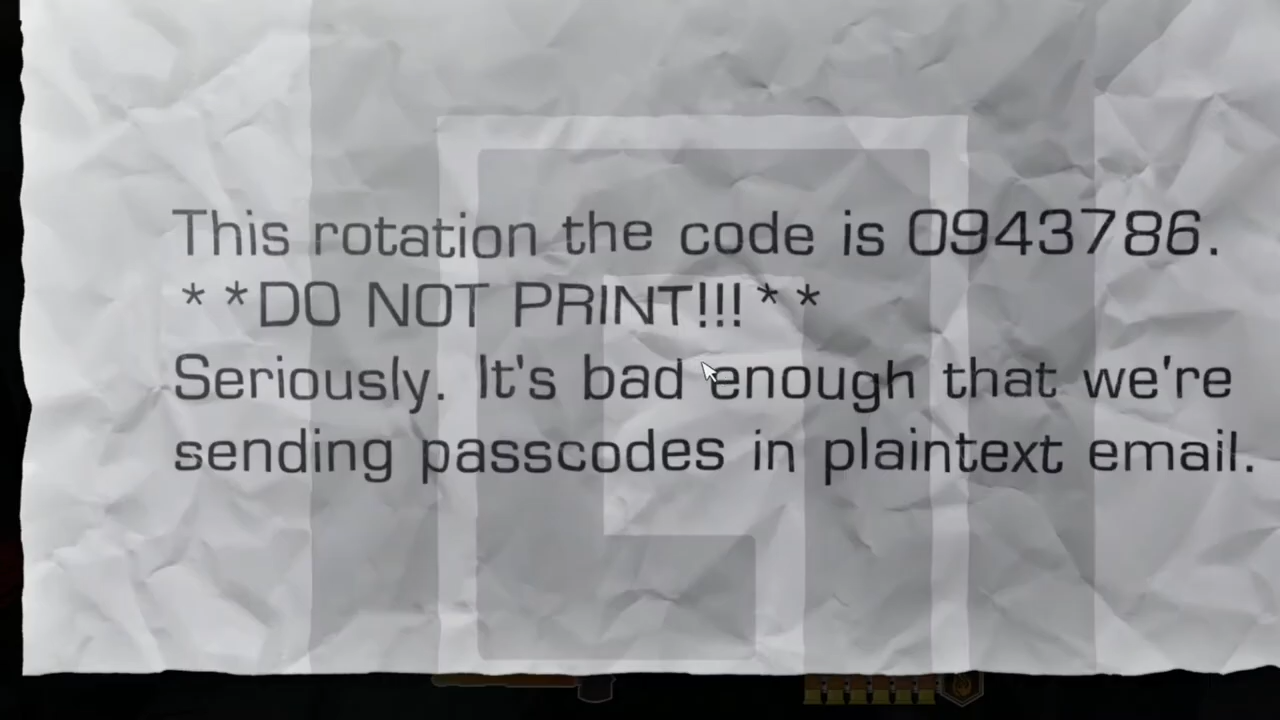 This rotation the code is 0943786.
**DO NOT PRINT!!!**
Seriously. It's bad enough that we're
sending passcodes in plaintext email.